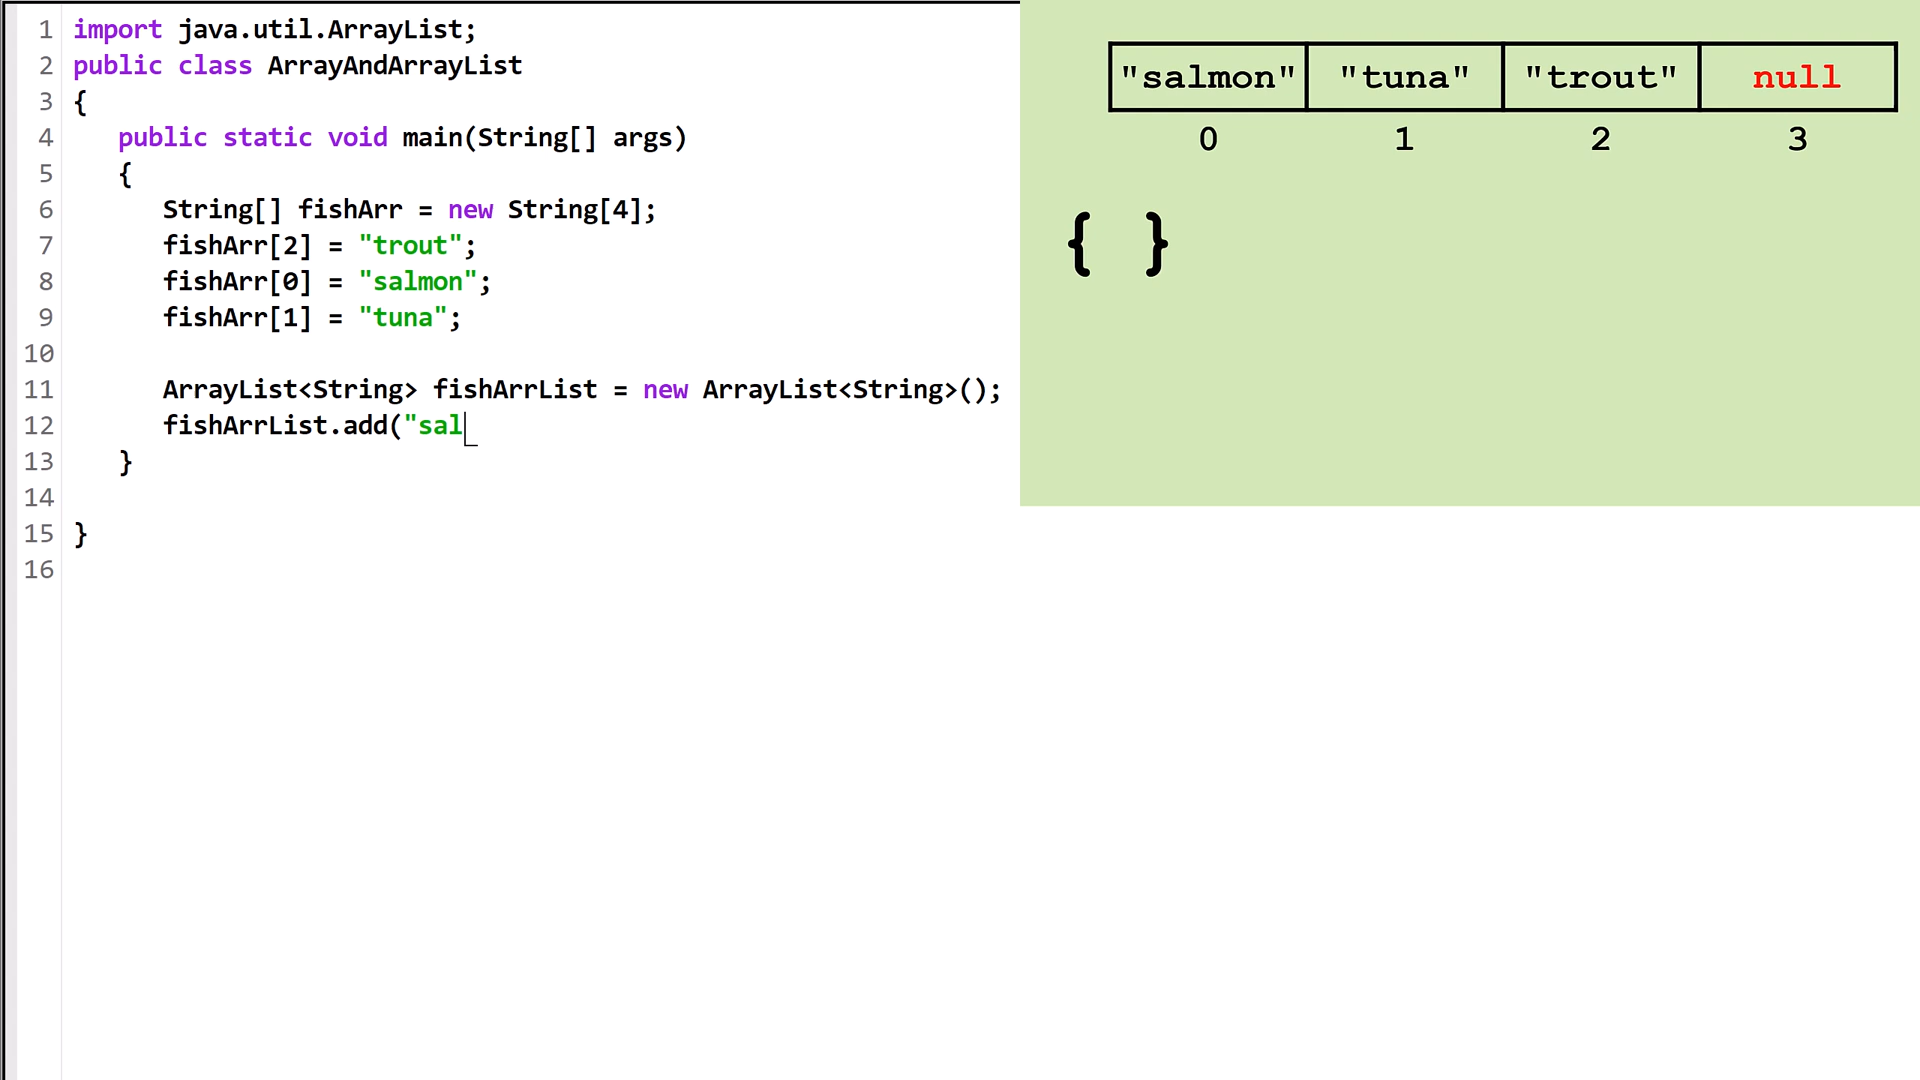 1 import java.util.ArrayList;
2 public class ArrayAndArrayList
3 {
4 public static void main(String[] args)
5 {
6 String[] fishArr = new String[4];
7 fishArr[2] = "trout";
8 fishArr[0] = "salmon";
9 fishArr[1] = "tuna";
10
11 ArrayList<String> fishArrList = new ArrayList<String>();
12 fishArrList.add("sal
13 }
14
15 }
16
"salmon" "tuna" "trout" null
0 1 2 3
{ }